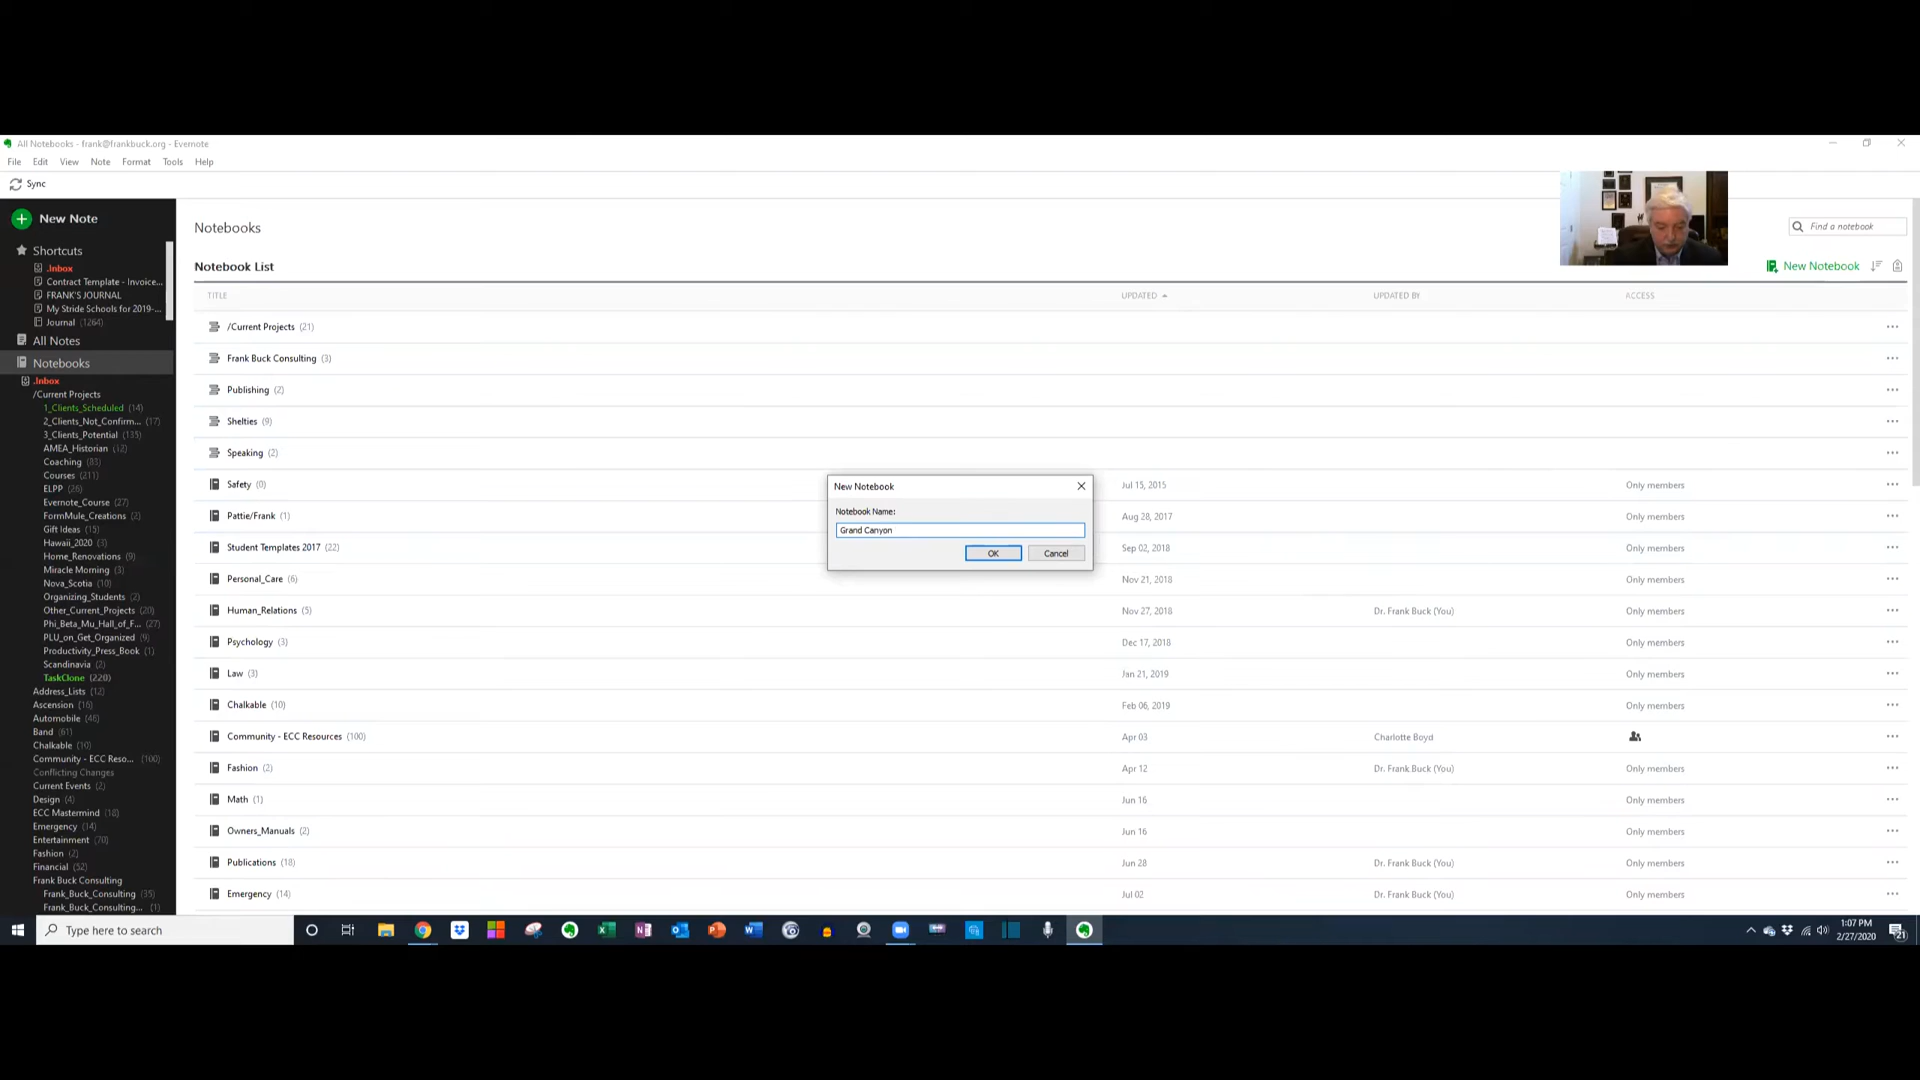 All Notebooks - frank@frankbuck.org - Evernote
File Edit View Note Format Tools Help
Sync
New Note
Shortcuts
.Inbox
Contract Template - Invoice...
FRANK'S JOURNAL
My Stride Schools for 2019-...
Journal (1264)
All Notes
Notebooks
.Inbox
/Current Projects
1_Clients_Scheduled (14)
2_Clients_Not_Confirm... (17)
3_Clients_Potential (135)
AMEA_Historian (12)
Coaching (83)
Courses (211)
ELPP (26)
Evernote_Course (27)
FormMule_Creations (2)
Gift Ideas (15)
Hawaii_2020 (3)
Home_Renovations (9)
Miracle Morning (3)
Nova_Scotia (10)
Organizing_Students (2)
Other_Current_Projects (20)
Phi_Beta_Mu_Hall_of_F... (27)
PLU_on_Get_Organized (9)
Productivity_Press_Book (1)
Scandinavia (2)
TaskClone (220)
Address_Lists (12)
Ascension (16)
Automobile (46)
Band (61)
Chalkable (10)
Community - ECC Reso... (100)
Conflicting Changes
Current Events (2)
Design (4)
ECC Mastermind (18)
Emergency (14)
Entertainment (70)
Fashion (2)
Financial (52)
Frank Buck Consulting
Frank_Buck_Consulting (35)
Frank_Buck_Consulting... (1)
Notebooks
Find a notebook
Notebook List
New Notebook
TITLE UPDATED UPDATED BY ACCESS
/Current Projects (21)
Frank Buck Consulting (3)
Publishing (2)
Shelties (9)
Speaking (2)
Safety (0) Jul 15, 2015 Only members
Pattie/Frank (1) Aug 28, 2017 Only members
Student Templates 2017 (22) Sep 02, 2018 Only members
Personal_Care (6) Nov 21, 2018 Only members
Human_Relations (5) Nov 27, 2018 Dr. Frank Buck (You) Only members
Psychology (3) Dec 17, 2018 Only members
Law (3) Jan 21, 2019 Only members
Chalkable (10) Feb 06, 2019 Only members
Community - ECC Resources (100) Apr 03 Charlotte Boyd
Fashion (2) Apr 12 Dr. Frank Buck (You) Only members
Math (1) Jun 16 Only members
Owners_Manuals (2) Jun 16 Only members
Publications (18) Jun 28 Dr. Frank Buck (You) Only members
Emergency (14) Jul 02 Dr. Frank Buck (You) Only members
New Notebook
Notebook Name:
Grand Canyon
OK Cancel
Type here to search
1:07 PM
2/27/2020
21